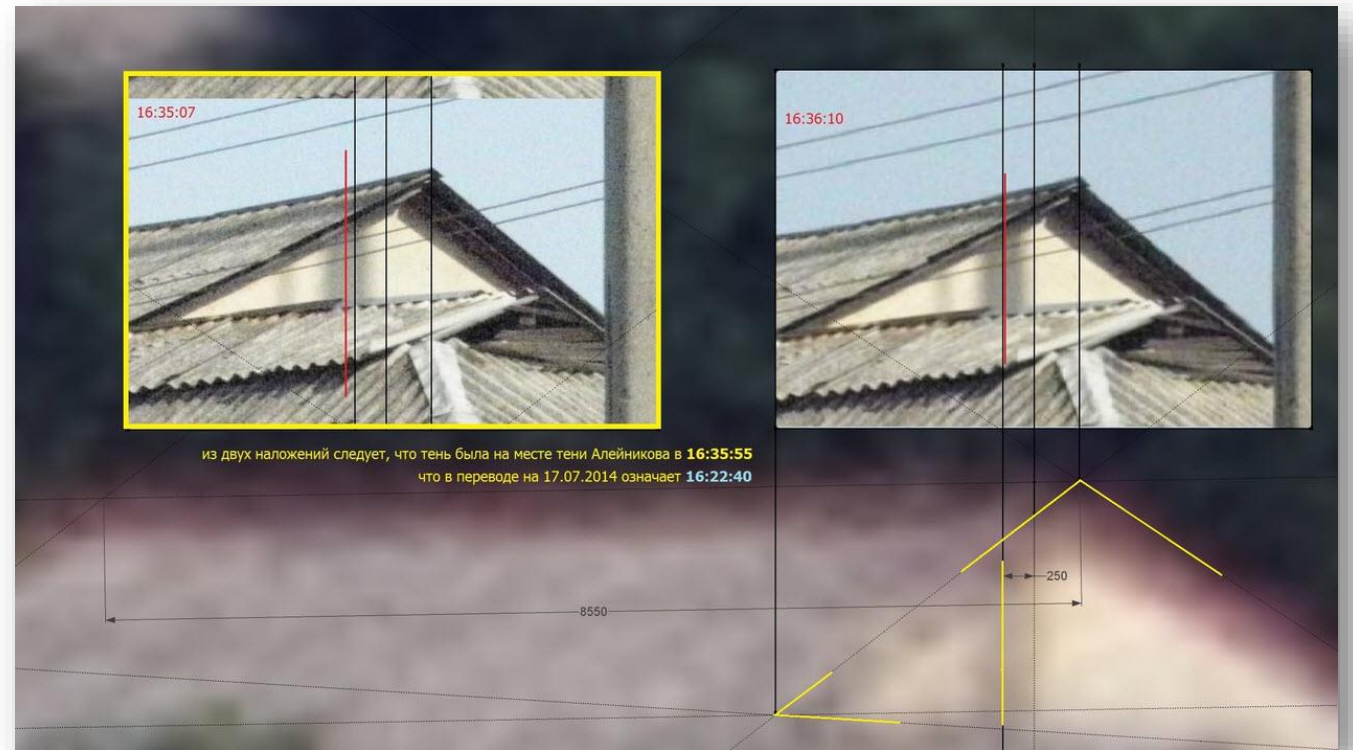 16:35:07
16:36:10
из двух наложений следует, что тень была на месте тени Алейникова в 16:35:55
что в переводе на 17.07.2014 означает 16:22:40
250
8550